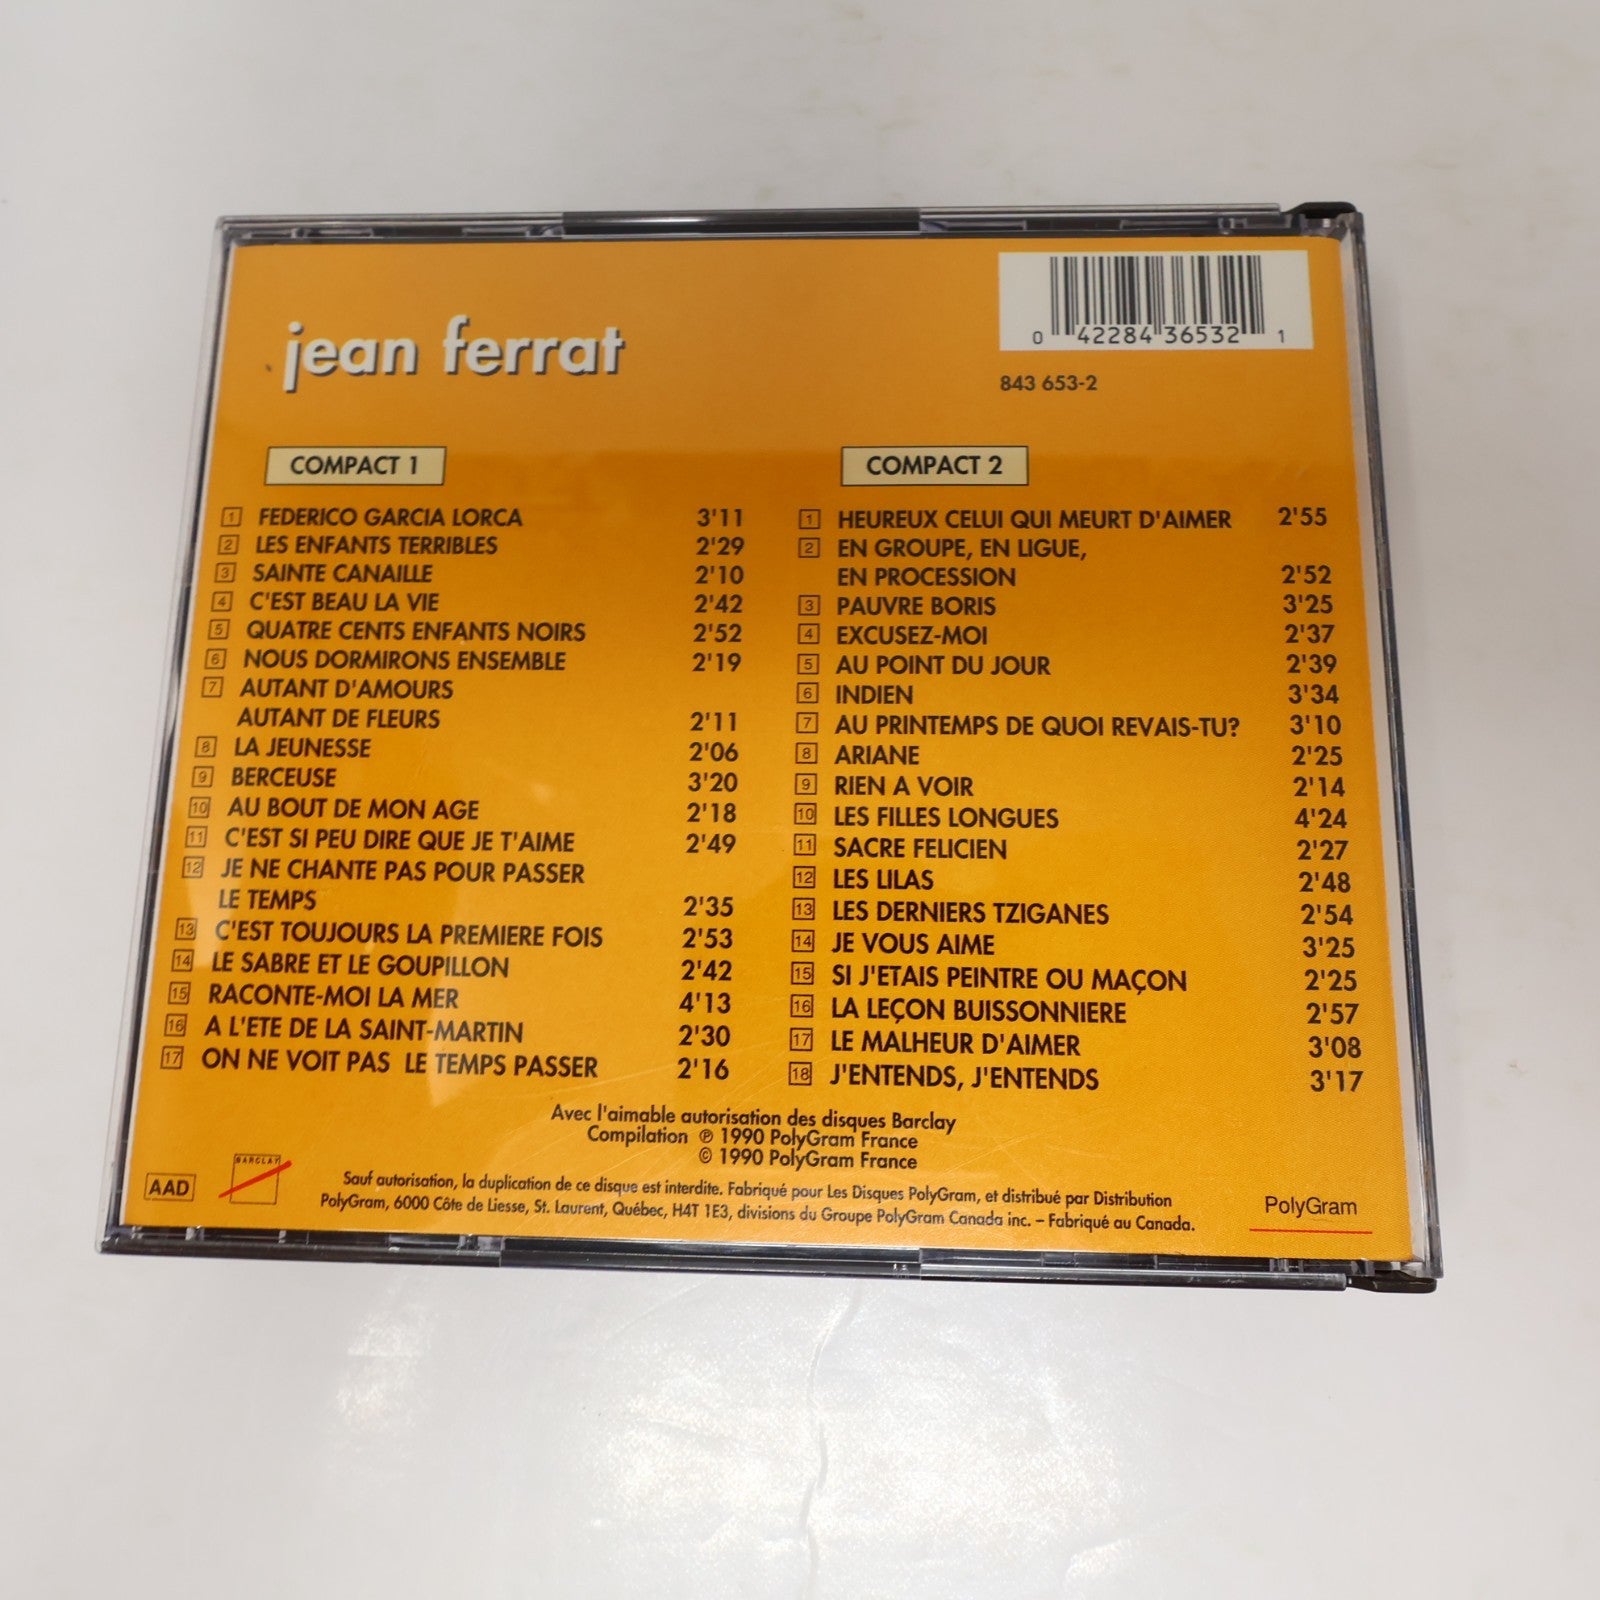 jean ferrat
0 42284 36532 1
843 653-2
COMPACT 1
1 FEDERICO GARCIA LORCA 3'11
2 LES ENFANTS TERRIBLES 2'29
3 SAINTE CANAILLE 2'10
4 C'EST BEAU LA VIE 2'42
5 QUATRE CENTS ENFANTS NOIRS 2'52
6 NOUS DORMIRONS ENSEMBLE 2'19
7 AUTANT D'AMOURS
AUTANT DE FLEURS 2'11
8 LA JEUNESSE 2'06
9 BERCEUSE 3'20
10 AU BOUT DE MON AGE 2'18
11 C'EST SI PEU DIRE QUE JE T'AIME 2'49
12 JE NE CHANTE PAS POUR PASSER
LE TEMPS 2'35
13 C'EST TOUJOURS LA PREMIERE FOIS 2'53
14 LE SABRE ET LE GOUPILLON 2'42
15 RACONTE-MOI LA MER 4'13
16 A L'ETE DE LA SAINT-MARTIN 2'30
17 ON NE VOIT PAS LE TEMPS PASSER 2'16
COMPACT 2
1 HEUREUX CELUI QUI MEURT D'AIMER 2'55
2 EN GROUPE, EN LIGUE,
EN PROCESSION 2'52
3 PAUVRE BORIS 3'25
4 EXCUSEZ-MOI 2'37
5 AU POINT DU JOUR 2'39
6 INDIEN 3'34
7 AU PRINTEMPS DE QUOI REVAIS-TU? 3'10
8 ARIANE 2'25
9 RIEN A VOIR 2'14
10 LES FILLES LONGUES 4'24
11 SACRE FELICIEN 2'27
12 LES LILAS 2'48
13 LES DERNIERS TZIGANES 2'54
14 JE VOUS AIME 3'25
15 SI J'ETAIS PEINTRE OU MAÇON 2'25
16 LA LEÇON BUISSONNIERE 2'57
17 LE MALHEUR D'AIMER 3'08
18 J'ENTENDS, J'ENTENDS 3'17
Avec l'aimable autorisation des disques Barclay
Compilation ℗ 1990 PolyGram France
© 1990 PolyGram France
AAD
BARCLAY
Sauf autorisation, la duplication de ce disque est interdite. Fabriqué pour Les Disques PolyGram, et distribué par Distribution
PolyGram, 6000 Côte de Liesse, St. Laurent, Québec, H4T 1E3, divisions du Groupe PolyGram Canada inc. – Fabriqué au Canada.
PolyGram